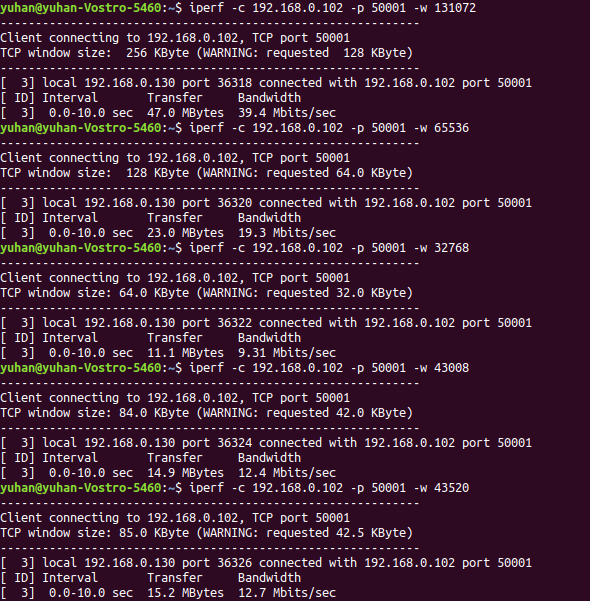 yuhan@yuhan-Vostro-5460:~$ iperf -c 192.168.0.102 -p 50001 -w 131072
------------------------------------------------------------
Client connecting to 192.168.0.102, TCP port 50001
TCP window size:  256 KByte (WARNING: requested  128 KByte)
------------------------------------------------------------
[  3] local 192.168.0.130 port 36318 connected with 192.168.0.102 port 50001
[ ID] Interval       Transfer     Bandwidth
[  3]  0.0-10.0 sec  47.0 MBytes  39.4 Mbits/sec
yuhan@yuhan-Vostro-5460:~$ iperf -c 192.168.0.102 -p 50001 -w 65536
------------------------------------------------------------
Client connecting to 192.168.0.102, TCP port 50001
TCP window size:  128 KByte (WARNING: requested 64.0 KByte)
------------------------------------------------------------
[  3] local 192.168.0.130 port 36320 connected with 192.168.0.102 port 50001
[ ID] Interval       Transfer     Bandwidth
[  3]  0.0-10.0 sec  23.0 MBytes  19.3 Mbits/sec
yuhan@yuhan-Vostro-5460:~$ iperf -c 192.168.0.102 -p 50001 -w 32768
------------------------------------------------------------
Client connecting to 192.168.0.102, TCP port 50001
TCP window size: 64.0 KByte (WARNING: requested 32.0 KByte)
------------------------------------------------------------
[  3] local 192.168.0.130 port 36322 connected with 192.168.0.102 port 50001
[ ID] Interval       Transfer     Bandwidth
[  3]  0.0-10.0 sec  11.1 MBytes  9.31 Mbits/sec
yuhan@yuhan-Vostro-5460:~$ iperf -c 192.168.0.102 -p 50001 -w 43008
------------------------------------------------------------
Client connecting to 192.168.0.102, TCP port 50001
TCP window size: 84.0 KByte (WARNING: requested 42.0 KByte)
------------------------------------------------------------
[  3] local 192.168.0.130 port 36324 connected with 192.168.0.102 port 50001
[ ID] Interval       Transfer     Bandwidth
[  3]  0.0-10.0 sec  14.9 MBytes  12.4 Mbits/sec
yuhan@yuhan-Vostro-5460:~$ iperf -c 192.168.0.102 -p 50001 -w 43520
------------------------------------------------------------
Client connecting to 192.168.0.102, TCP port 50001
TCP window size: 85.0 KByte (WARNING: requested 42.5 KByte)
------------------------------------------------------------
[  3] local 192.168.0.130 port 36326 connected with 192.168.0.102 port 50001
[ ID] Interval       Transfer     Bandwidth
[  3]  0.0-10.0 sec  15.2 MBytes  12.7 Mbits/sec